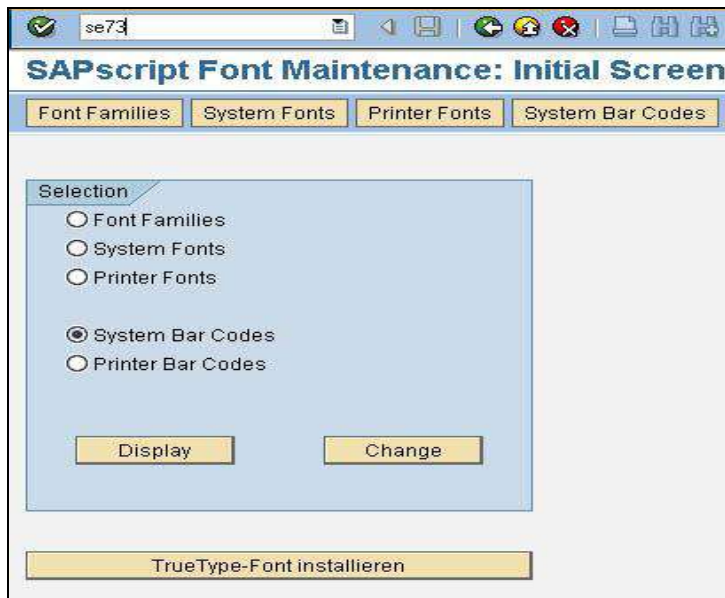 se73
SAPscript Font Maintenance: Initial Screen
Font Families System Fonts Printer Fonts System Bar Codes
Selection
Font Families
System Fonts
Printer Fonts
System Bar Codes
Printer Bar Codes
Display Change
TrueType-Font installieren